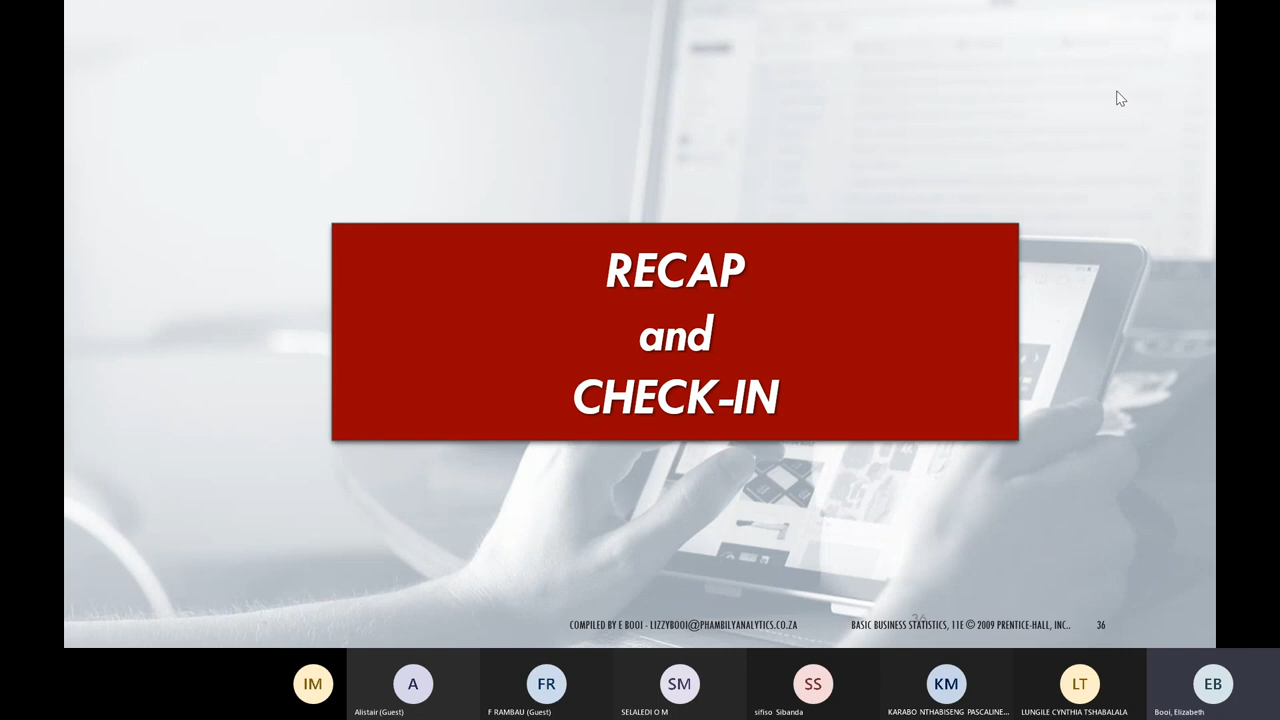 RECAP
and
CHECK-IN
36
COMPILED BY E BOOI - LIZZYBOOI@PHAMBILYANALYTICS.CO.ZA BASIC BUSINESS STATISTICS, 11E © 2009 PRENTICE-HALL, INC.. 36
IM A FR SM SS KM LT EB
Alistair (Guest) F RAMBAU (Guest) SELALEDI O M sifiso Sibanda KARABO NTHABISENG PASCALINE... LUNGILE CYNTHIA TSHABALALA Booi, Elizabeth